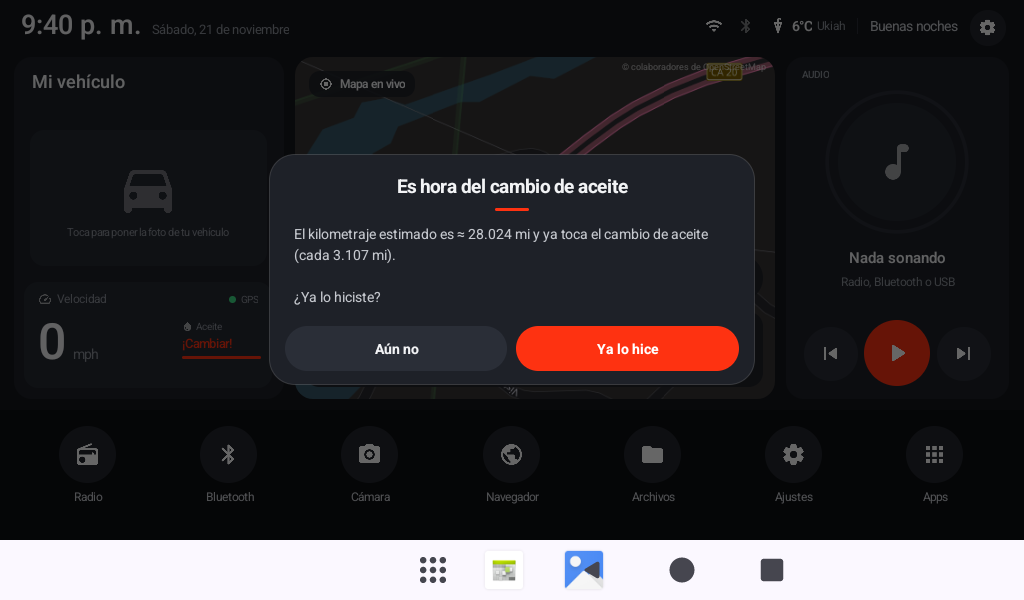 9:40 p. m.
Sábado, 21 de noviembre
6°C Ukiah
Buenas noches
Mi vehículo
Toca para poner la foto de tu vehículo
Velocidad
GPS
0 mph
Aceite
¡Cambiar!
Mapa en vivo
© colaboradores de OpenStreetMap
CA 20
Es hora del cambio de aceite
El kilometraje estimado es ≈ 28.024 mi y ya toca el cambio de aceite
(cada 3.107 mi).
¿Ya lo hiciste?
Aún no
Ya lo hice
AUDIO
Nada sonando
Radio, Bluetooth o USB
Radio
Bluetooth
Cámara
Navegador
Archivos
Ajustes
Apps